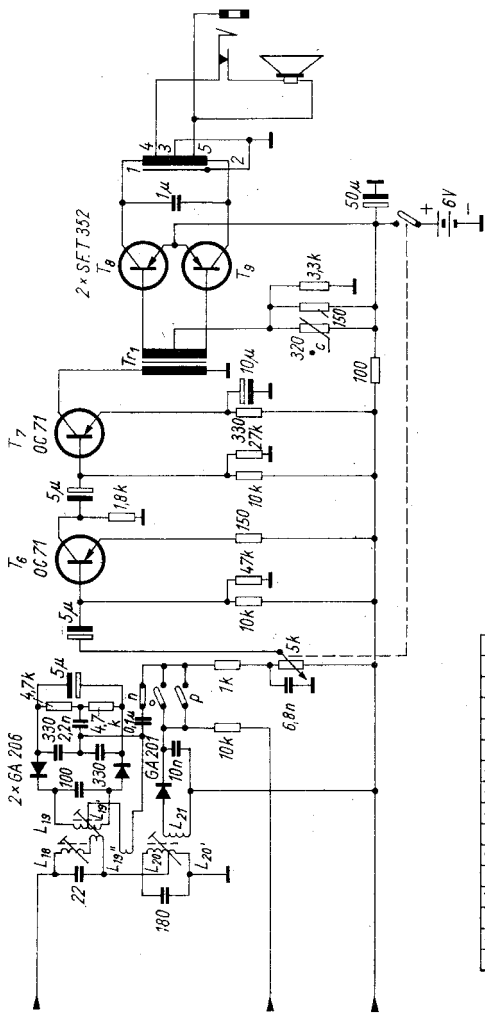 2 × GA 206
4,7k
5µ
330
2,2n
4,7
k
100
330
L19
L19'
L18
22
L19''
L20
L20'
L21
180
0,1µ
GA 201
10n
n
o
p
10k
1k
5k
6,8n
5µ
T6
OC 71
10k
47k
150
1,8k
5µ
T7
OC 71
10k
27k
330
10µ
Tr1
100
2 × SFT 352
T8
T9
1µ
1
4
3
5
2
320
°c
150
3,3k
50µ
+
6V
−